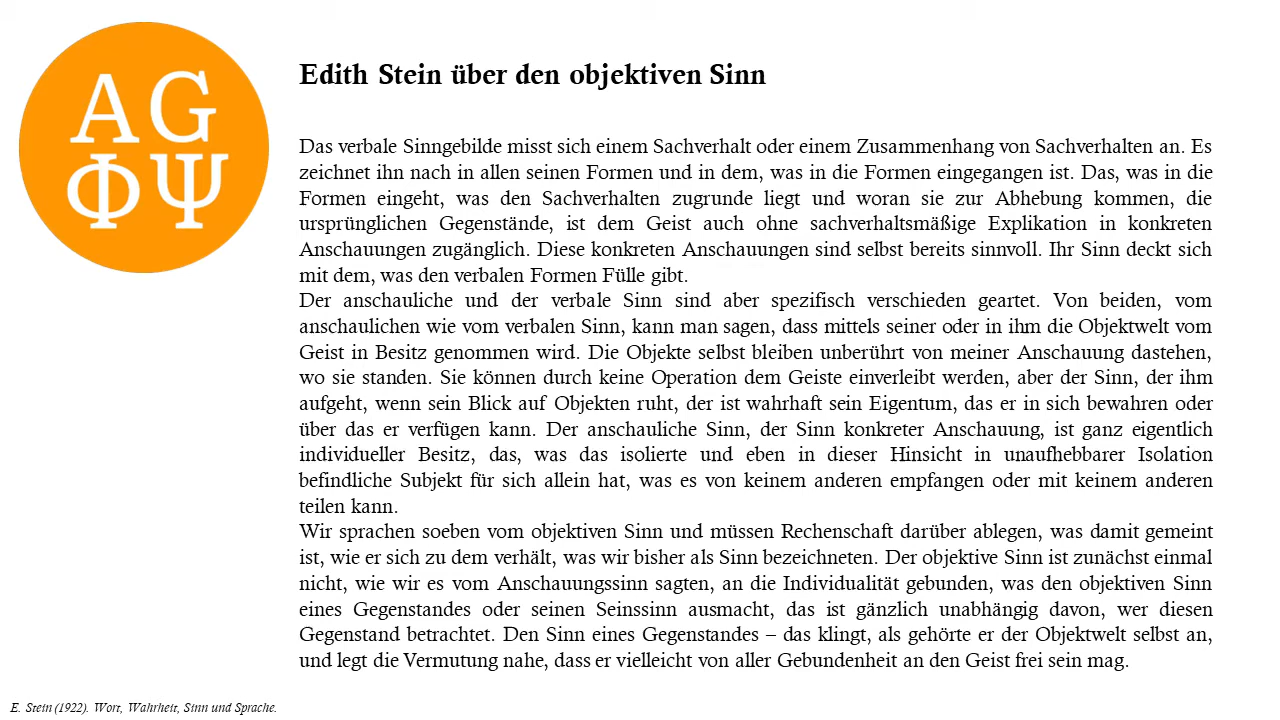 AG
ΦΨ
Edith Stein über den objektiven Sinn
Das verbale Sinngebilde misst sich einem Sachverhalt oder einem Zusammenhang von Sachverhalten an. Es
zeichnet ihn nach in allen seinen Formen und in dem, was in die Formen eingegangen ist. Das, was in die
Formen eingeht, was den Sachverhalten zugrunde liegt und woran sie zur Abhebung kommen, die
ursprünglichen Gegenstände, ist dem Geist auch ohne sachverhaltsmäßige Explikation in konkreten
Anschauungen zugänglich. Diese konkreten Anschauungen sind selbst bereits sinnvoll. Ihr Sinn deckt sich
mit dem, was den verbalen Formen Fülle gibt.
Der anschauliche und der verbale Sinn sind aber spezifisch verschieden geartet. Von beiden, vom
anschaulichen wie vom verbalen Sinn, kann man sagen, dass mittels seiner oder in ihm die Objektwelt vom
Geist in Besitz genommen wird. Die Objekte selbst bleiben unberührt von meiner Anschauung dastehen,
wo sie standen. Sie können durch keine Operation dem Geiste einverleibt werden, aber der Sinn, der ihm
aufgeht, wenn sein Blick auf Objekten ruht, der ist wahrhaft sein Eigentum, das er in sich bewahren oder
über das er verfügen kann. Der anschauliche Sinn, der Sinn konkreter Anschauung, ist ganz eigentlich
individueller Besitz, das, was das isolierte und eben in dieser Hinsicht in unaufhebbarer Isolation
befindliche Subjekt für sich allein hat, was es von keinem anderen empfangen oder mit keinem anderen
teilen kann.
Wir sprachen soeben vom objektiven Sinn und müssen Rechenschaft darüber ablegen, was damit gemeint
ist, wie er sich zu dem verhält, was wir bisher als Sinn bezeichneten. Der objektive Sinn ist zunächst einmal
nicht, wie wir es vom Anschauungssinn sagten, an die Individualität gebunden, was den objektiven Sinn
eines Gegenstandes oder seinen Seinssinn ausmacht, das ist gänzlich unabhängig davon, wer diesen
Gegenstand betrachtet. Den Sinn eines Gegenstandes – das klingt, als gehörte er der Objektwelt selbst an,
und legt die Vermutung nahe, dass er vielleicht von aller Gebundenheit an den Geist frei sein mag.
E. Stein (1922). Wort, Wahrheit, Sinn und Sprache.